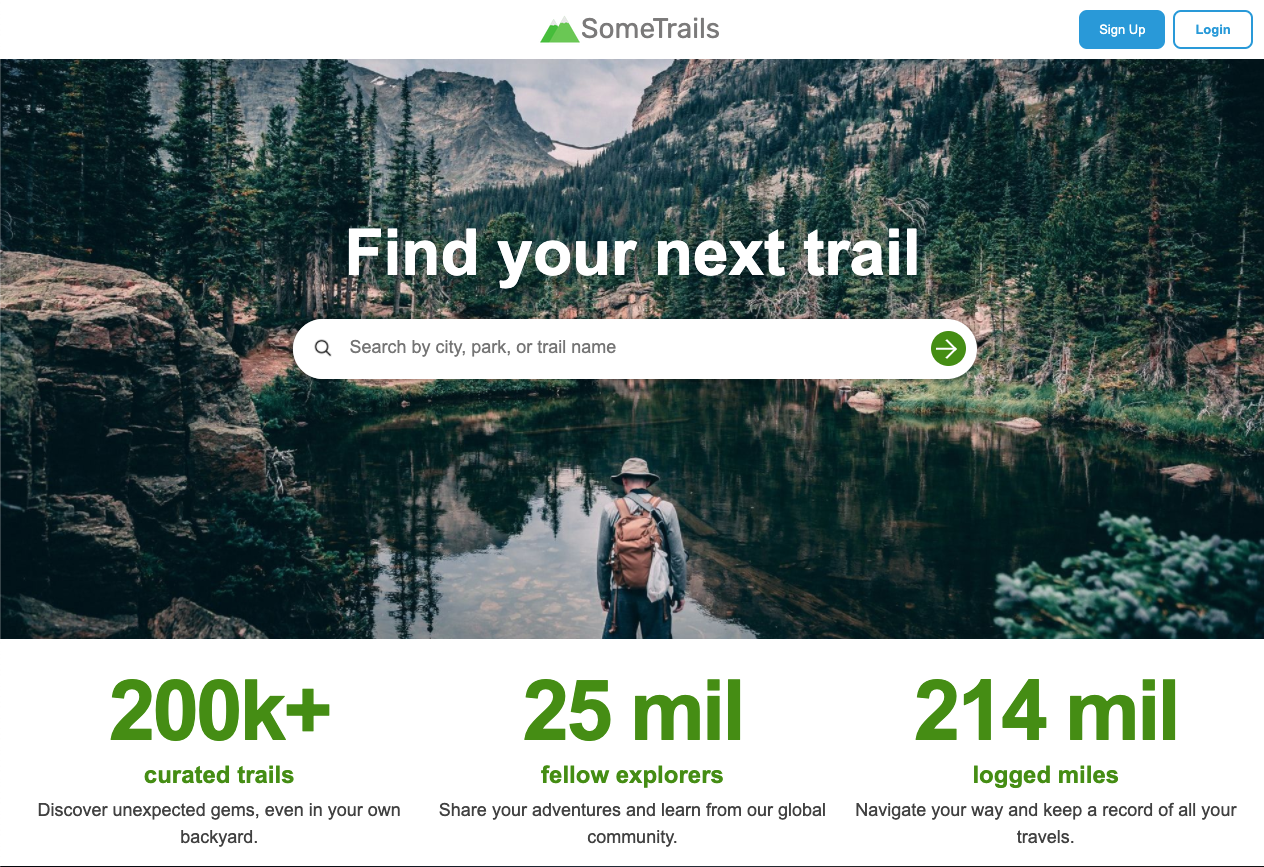 SomeTrails
Sign Up
Login
Find your next trail
Search by city, park, or trail name
200k+
curated trails
Discover unexpected gems, even in your own
backyard.
25 mil
fellow explorers
Share your adventures and learn from our global
community.
214 mil
logged miles
Navigate your way and keep a record of all your
travels.